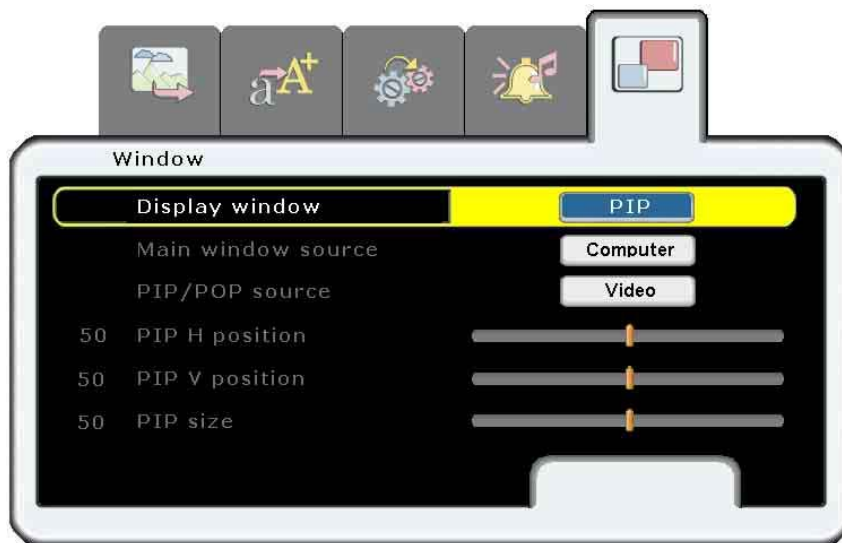 aA+
Window
Display window PIP
Main window source Computer
PIP/POP source Video
50 PIP H position
50 PIP V position
50 PIP size